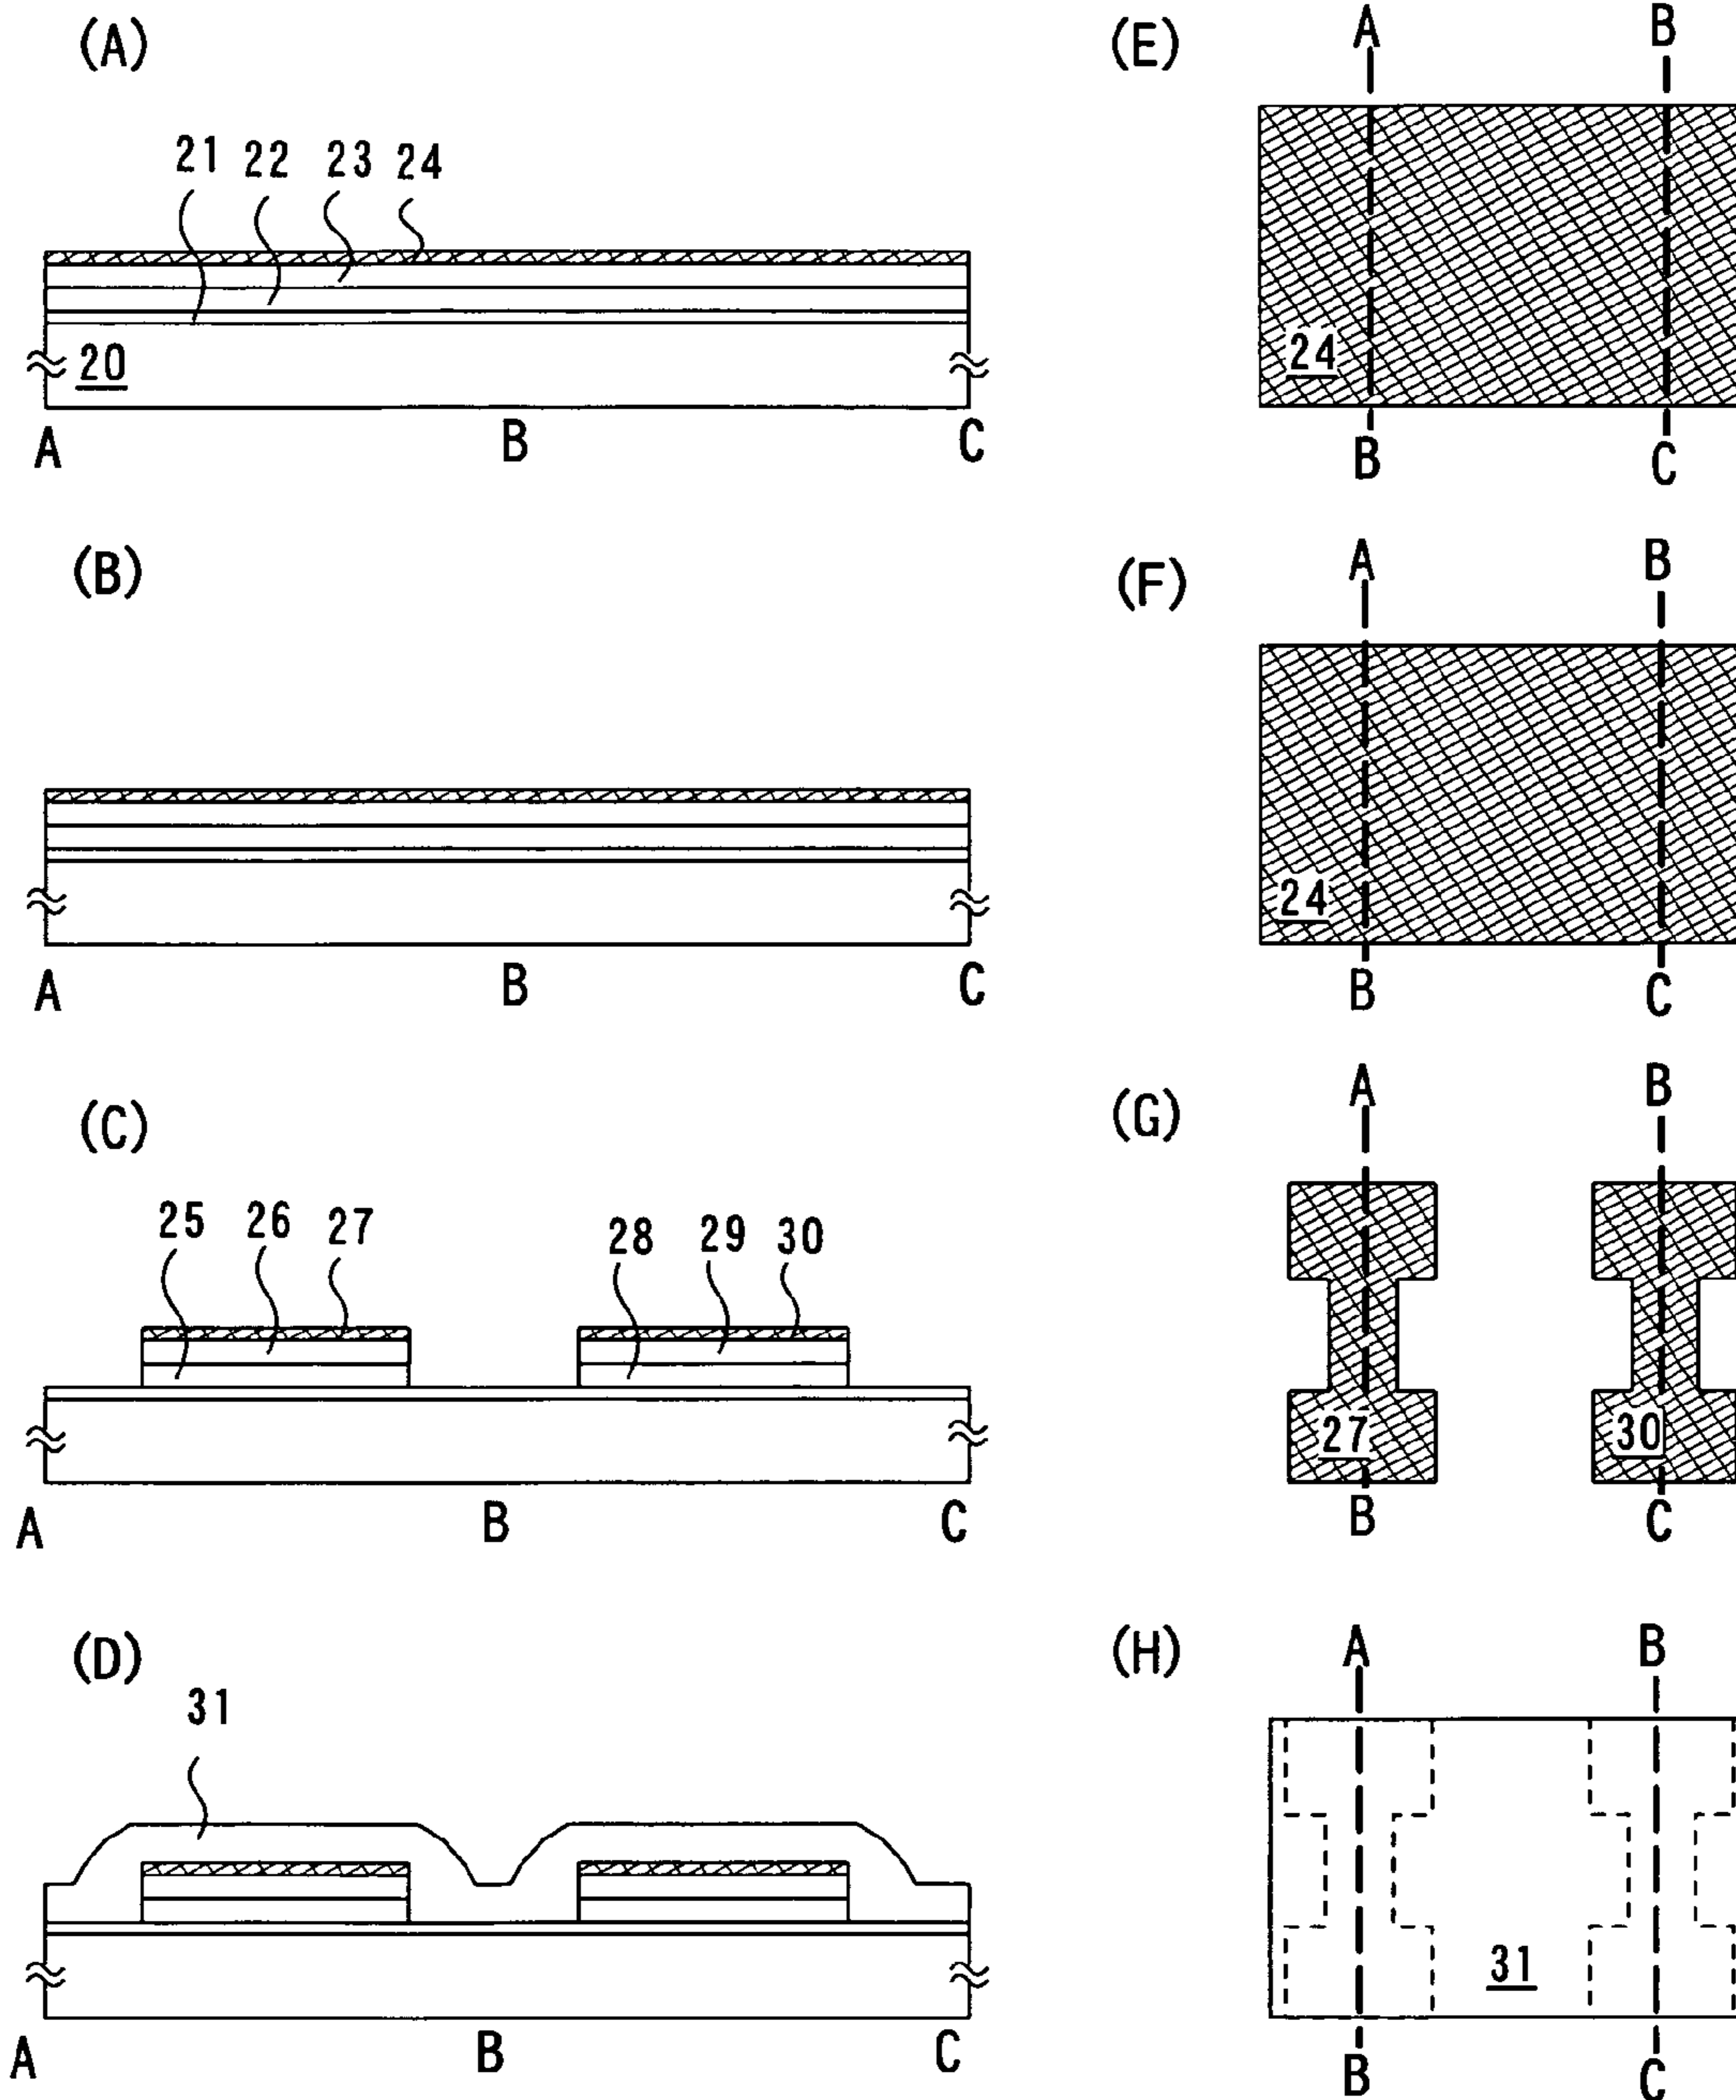 (A)
21 22 23 24
20
A B C
(B)
A B C
(C)
25 26 27 28 29 30
A B C
(D)
31
A B C
(E)
A B
24
B C
(F)
A B
24
B C
(G)
A B
27 30
B C
(H)
A B
31
B C